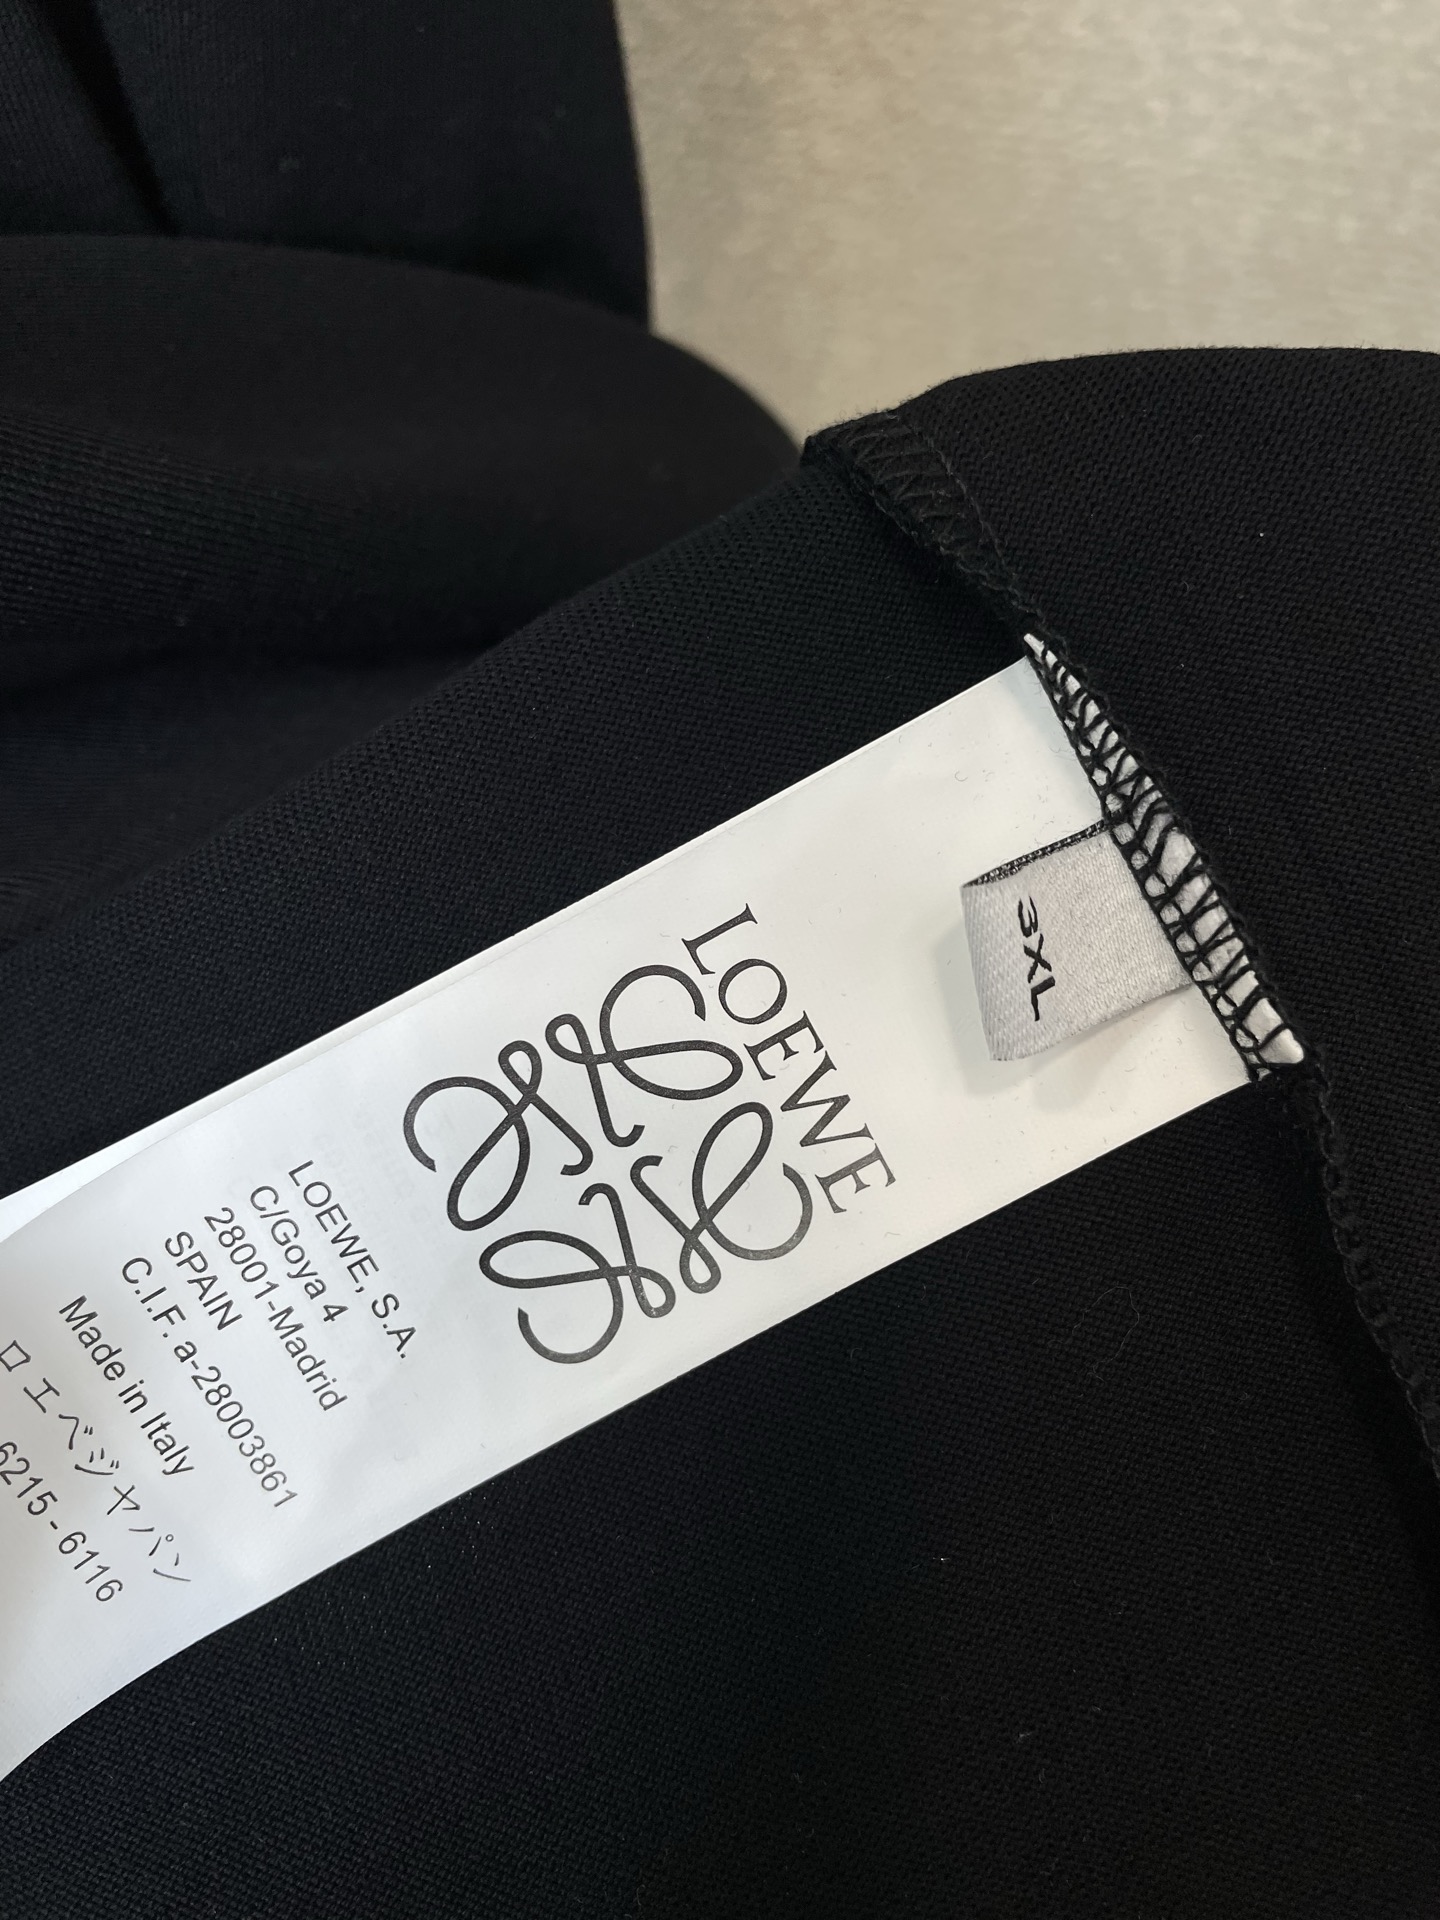 3XL
LOEWE
LOEWE, S.A.
C/Goya 4
28001-Madrid
SPAIN
C.I.F. a-28003861
Made in Italy
ロエベジャパン
6215-6116